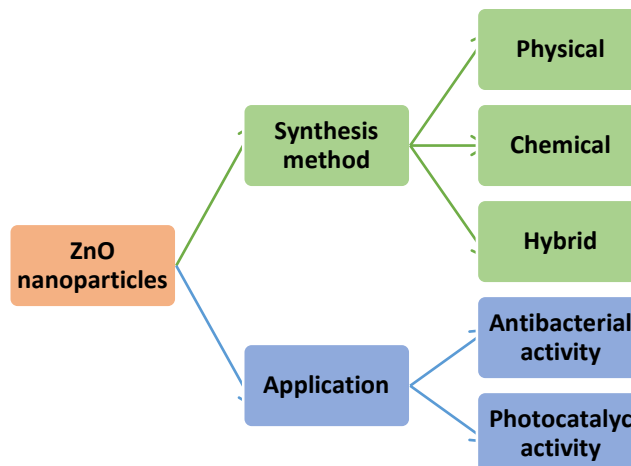 Physical
Synthesis
method
Chemical
Hybrid
ZnO
nanoparticles
Antibacterial
activity
Application
Photocatalyc
activity